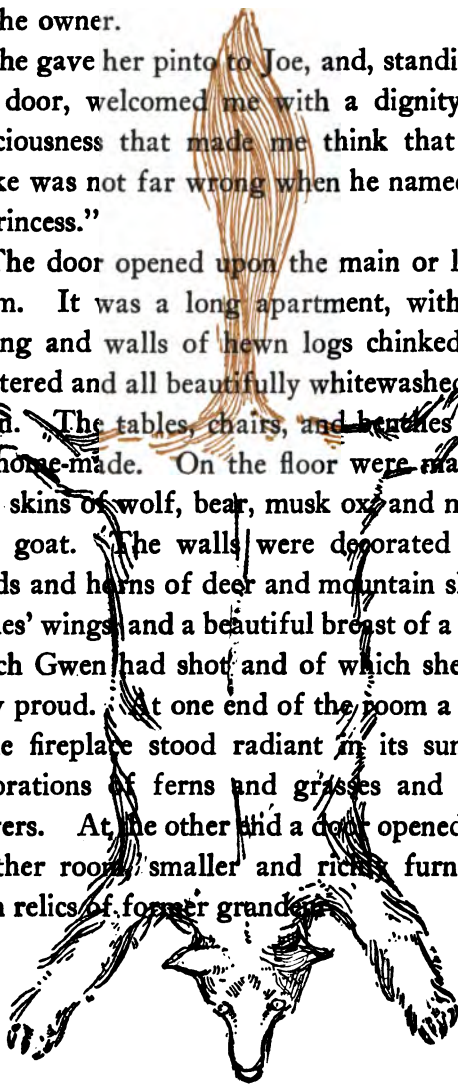 he owner.
he gave her pinto to Joe, and, standi
door, welcomed me with a dignity
ciousness that made me think that
ke was not far wrong when he named
rincess.”
The door opened upon the main or l
m. It was a long apartment, with
ng and walls of hewn logs chinked
tered and all beautifully whitewashed
d. The tables, chairs, and benches
home-made. On the floor were ma
skins of wolf, bear, musk ox, and m
goat. The walls were decorated
ds and horns of deer and mountain s
les’ wings, and a beautiful breast of a
ch Gwen had shot and of which she
y proud. At one end of the room a
e fireplace stood radiant in its sum
orations of ferns and grasses and
ers. At the other end a door opened
ther room, smaller and richly furn
h relics of former grandeur.